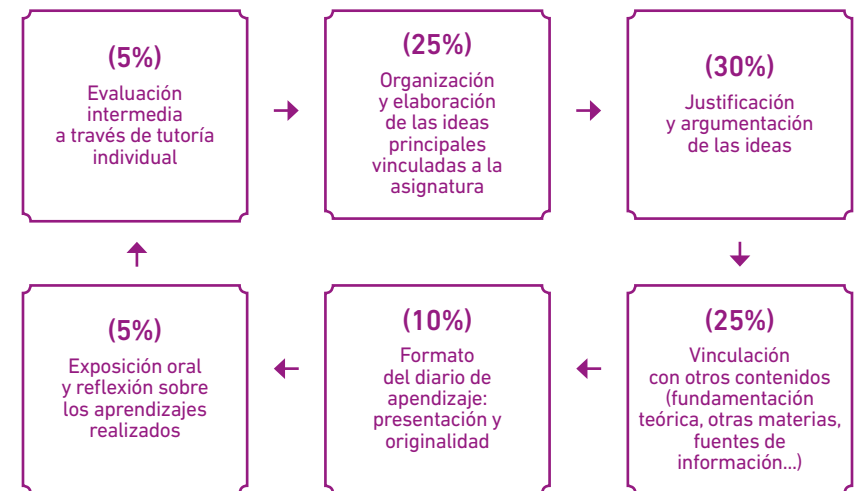 (5%)
Evaluación
intermedia
a través de tutoría
individual
(25%)
Organización
y elaboración
de las ideas
principales
vinculadas a la
asignatura
(30%)
Justificación
y argumentación
de las ideas
(25%)
Vinculación
con otros contenidos
(fundamentación
teórica, otras materias,
fuentes de
información...)
(10%)
Formato
del diario de
apendizaje:
presentación y
originalidad
(5%)
Exposición oral
y reflexión sobre
los aprendizajes
realizados